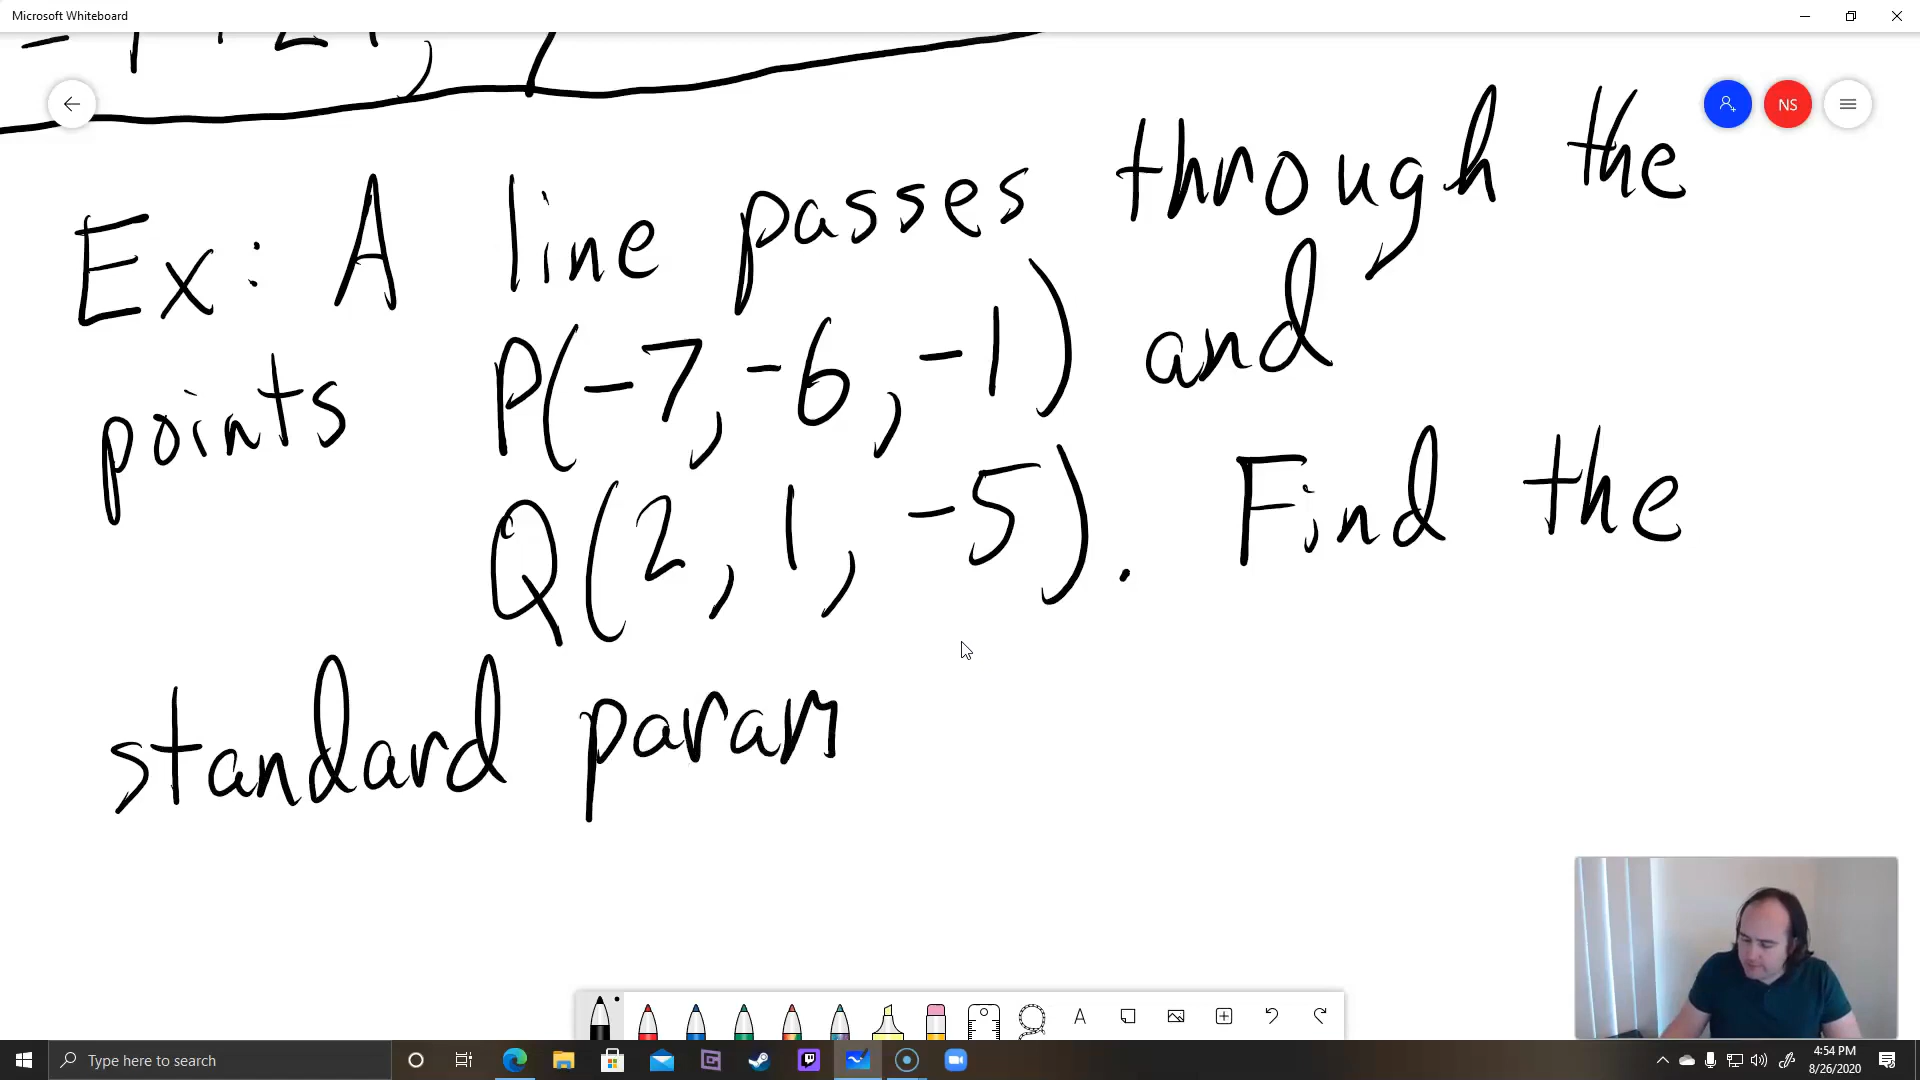 Microsoft Whiteboard
NS
Ex: A line passes through the
points P(-7, -6, -1) and
Q(2, 1, -5). Find the
standard param
A
Type here to search
4:54 PM
8/26/2020